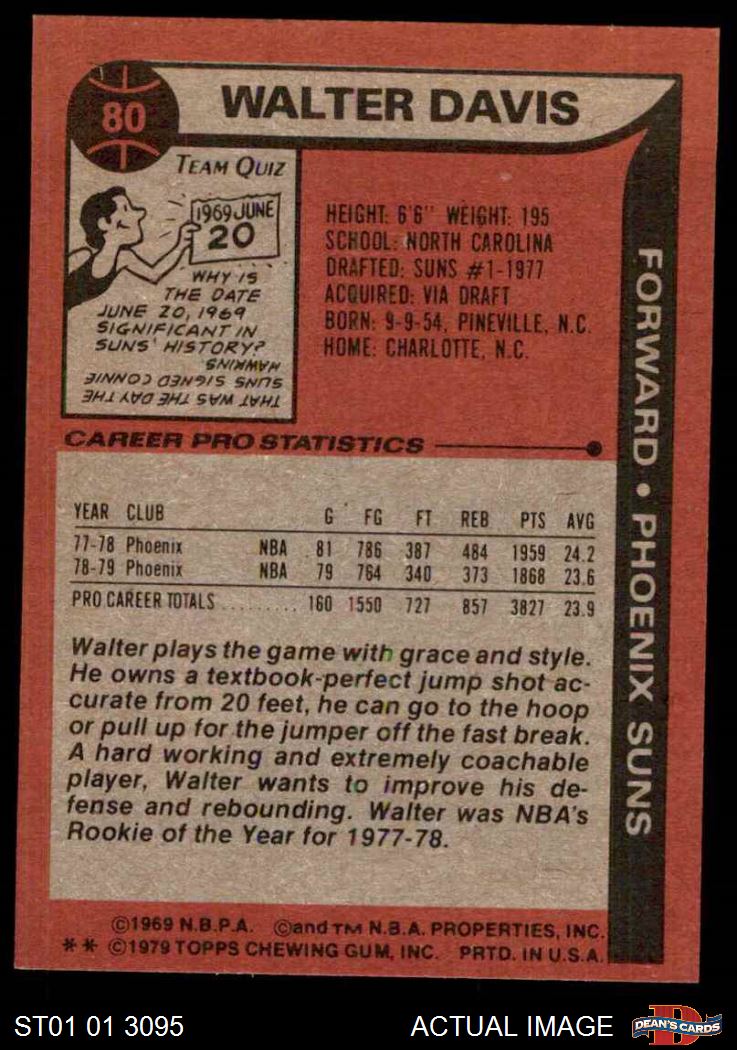 80
WALTER DAVIS
TEAM QUIZ
1969 JUNE
20
WHY IS
THE DATE
JUNE 20, 1969
SIGNIFICANT IN
SUNS' HISTORY?
THAT WAS THE DAY THE
SUNS SIGNED CONNIE
HAWKINS
HEIGHT: 6'6" WEIGHT: 195
SCHOOL: NORTH CAROLINA
DRAFTED: SUNS #1-1977
ACQUIRED: VIA DRAFT
BORN: 9-9-54, PINEVILLE, N.C.
HOME: CHARLOTTE, N.C.
FORWARD • PHOENIX SUNS
CAREER PRO STATISTICS
YEAR CLUB G FG FT REB PTS AVG
77-78 Phoenix NBA 81 786 387 484 1959 24.2
78-79 Phoenix NBA 79 764 340 373 1868 23.6
PRO CAREER TOTALS ......... 160 1550 727 857 3827 23.9
Walter plays the game with grace and style.
He owns a textbook-perfect jump shot ac-
curate from 20 feet, he can go to the hoop
or pull up for the jumper off the fast break.
A hard working and extremely coachable
player, Walter wants to improve his de-
fense and rebounding. Walter was NBA's
Rookie of the Year for 1977-78.
©1969 N.B.P.A. ©and TM N.B.A. PROPERTIES, INC.
** ©1979 TOPPS CHEWING GUM, INC. PRTD. IN U.S.A.
ST01 01 3095
ACTUAL IMAGE
D
DEAN'S CARDS